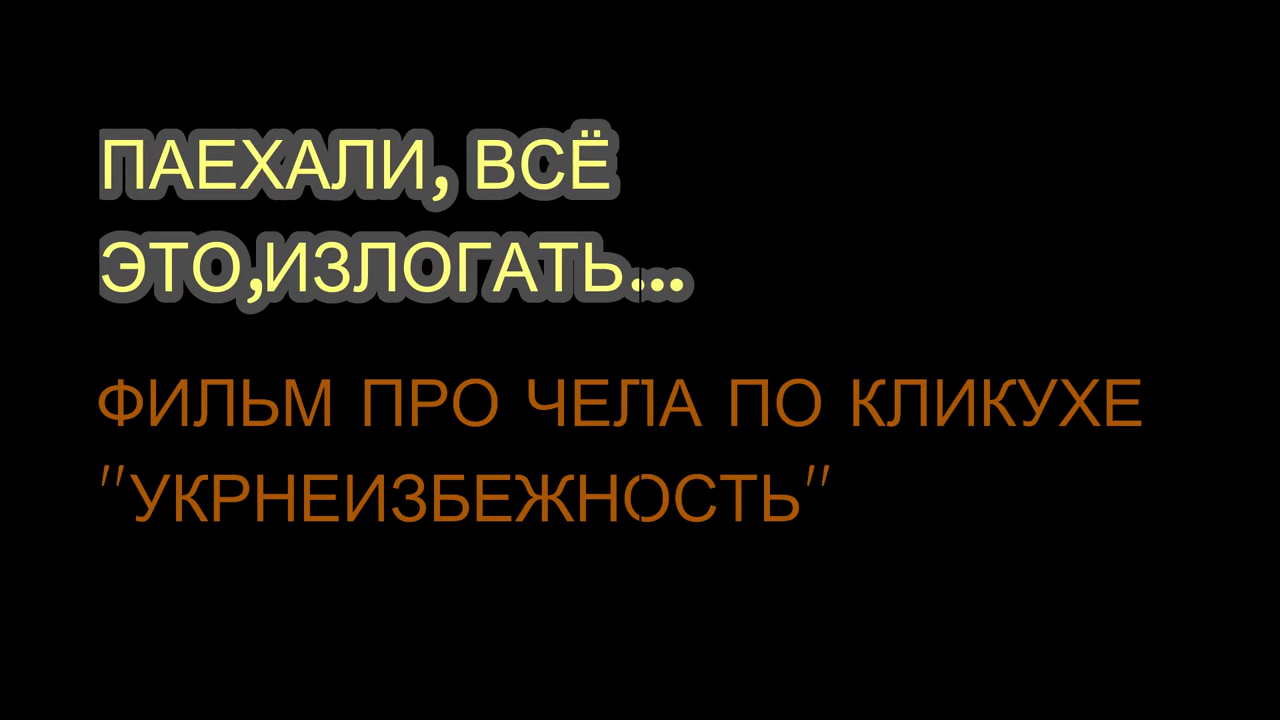 ПАЕХАЛИ, ВСЁ
ЭТО,ИЗЛОГАТЬ...
ФИЛЬМ ПРО ЧЕЛА ПО КЛИКУХЕ
"УКРНЕИЗБЕЖНОСТЬ"